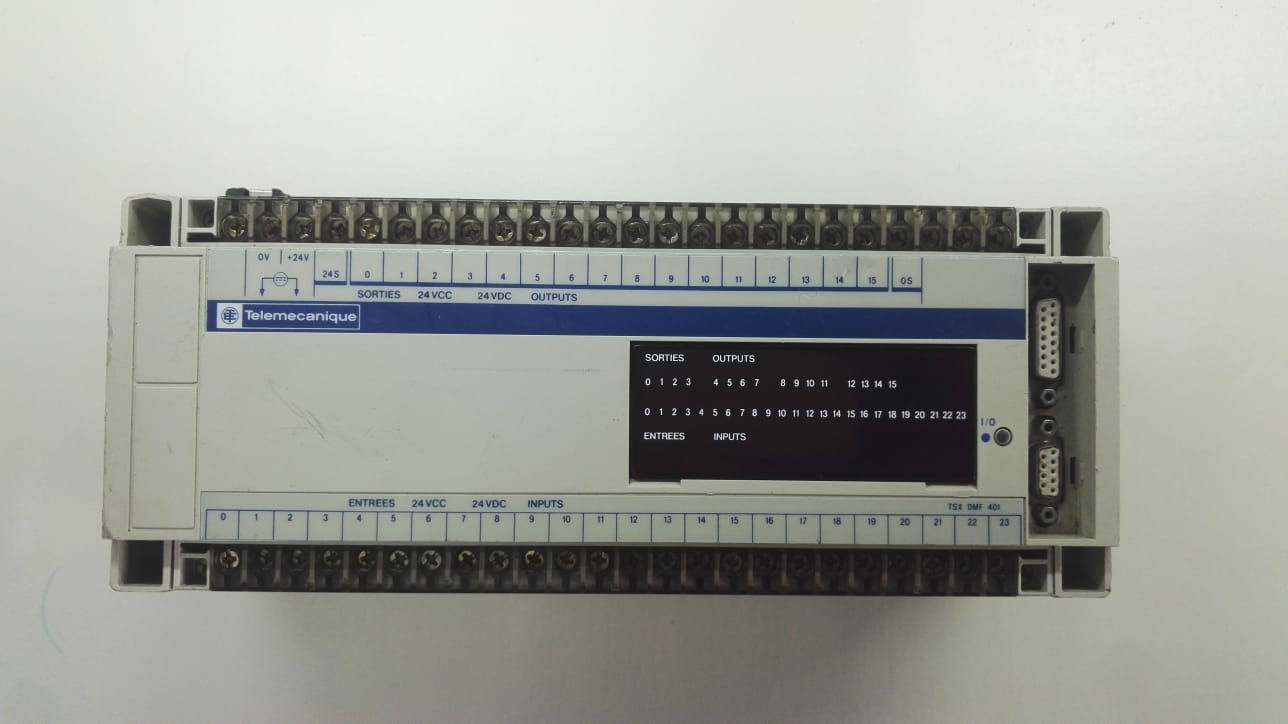 0V +24V
24S 0 1 2 3 4 5 6 7 8 9 10 11 12 13 14 15 0S
SORTIES 24VCC 24VDC OUTPUTS
Telemecanique
SORTIES OUTPUTS
0 1 2 3 4 5 6 7 8 9 10 11 12 13 14 15
0 1 2 3 4 5 6 7 8 9 10 11 12 13 14 15 16 17 18 19 20 21 22 23
I/O
ENTREES INPUTS
ENTREES 24VCC 24VDC INPUTS TSX DMF 401
0 1 2 3 4 5 6 7 8 9 10 11 12 13 14 15 16 17 18 19 20 21 22 23